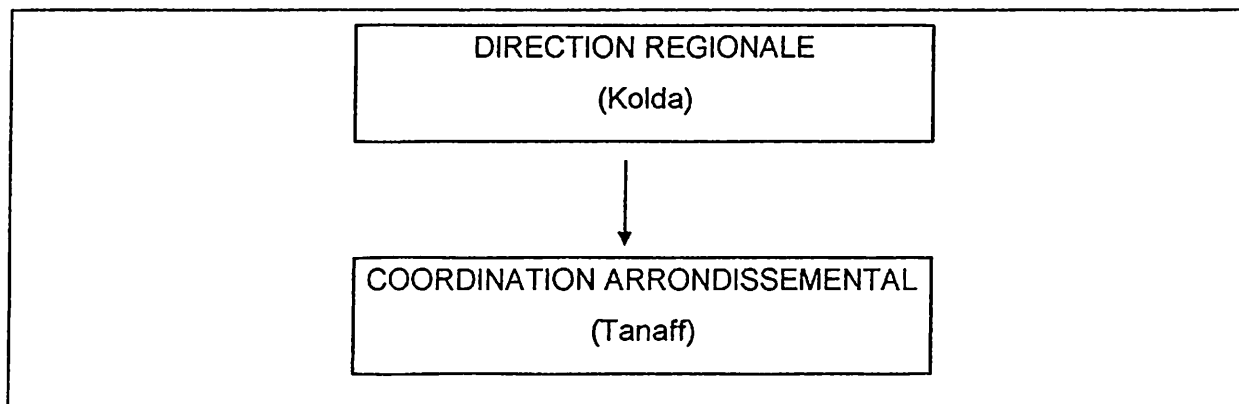 DIRECTION REGIONALE
(Kolda)
COORDINATION ARRONDISSEMENTAL
(Tanaff)